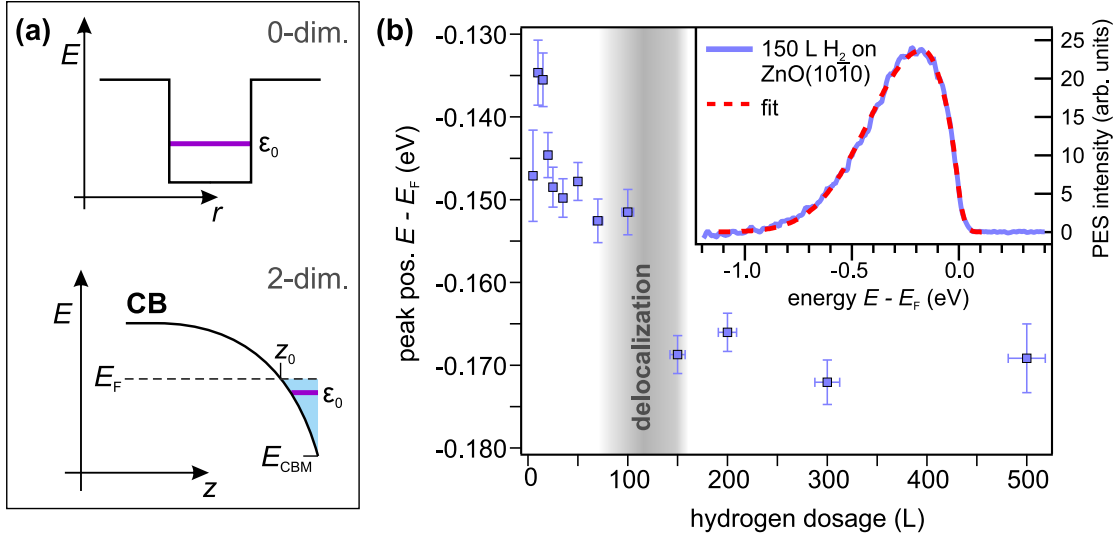 (a)
0-dim.
E
ε0
r
2-dim.
CB
E
z0
EF
ε0
ECBM
z
(b)
-0.130
-0.140
-0.150
-0.160
-0.170
-0.180
peak pos. E - EF (eV)
0
100
200
300
400
500
hydrogen dosage (L)
delocalization
150 L H2 on
ZnO(101̅0)
fit
25
20
15
10
5
0
PES intensity (arb. units)
-1.0
-0.5
0.0
energy E - EF (eV)